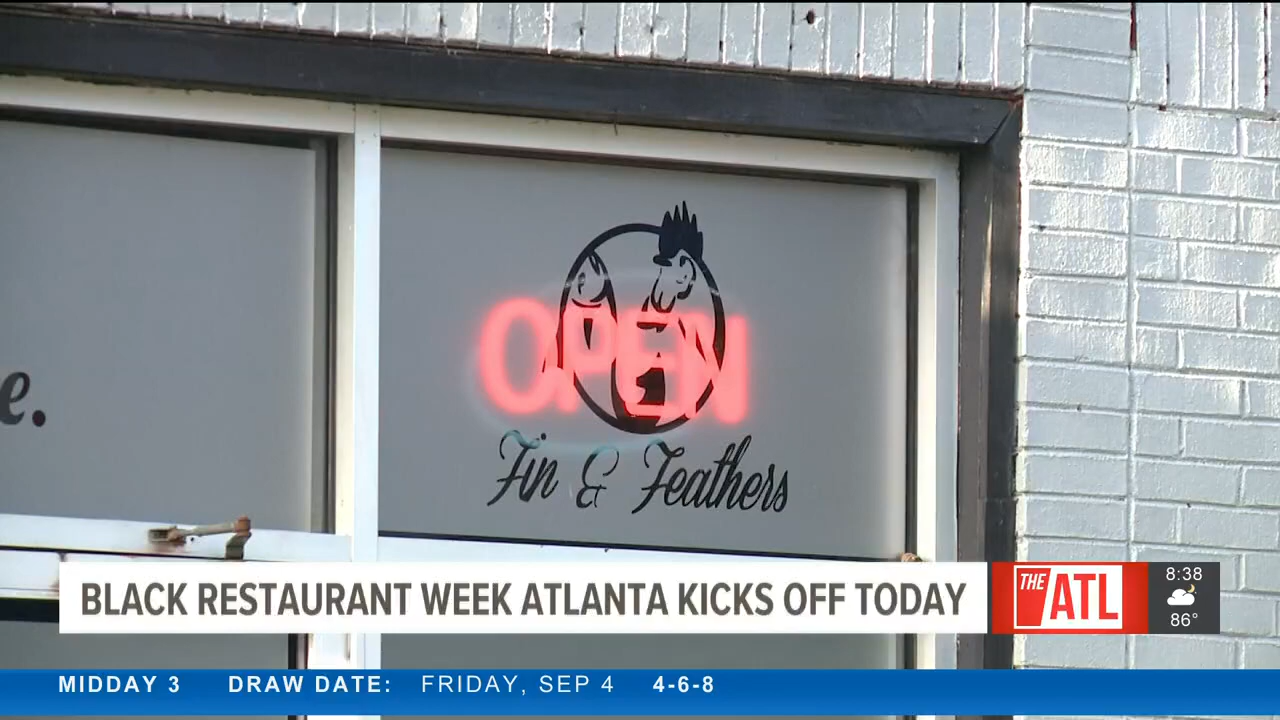 OPEN
Fin & Feathers
e.
BLACK RESTAURANT WEEK ATLANTA KICKS OFF TODAY
THE ATL
8:38
86°
MIDDAY 3 DRAW DATE: FRIDAY, SEP 4 4-6-8